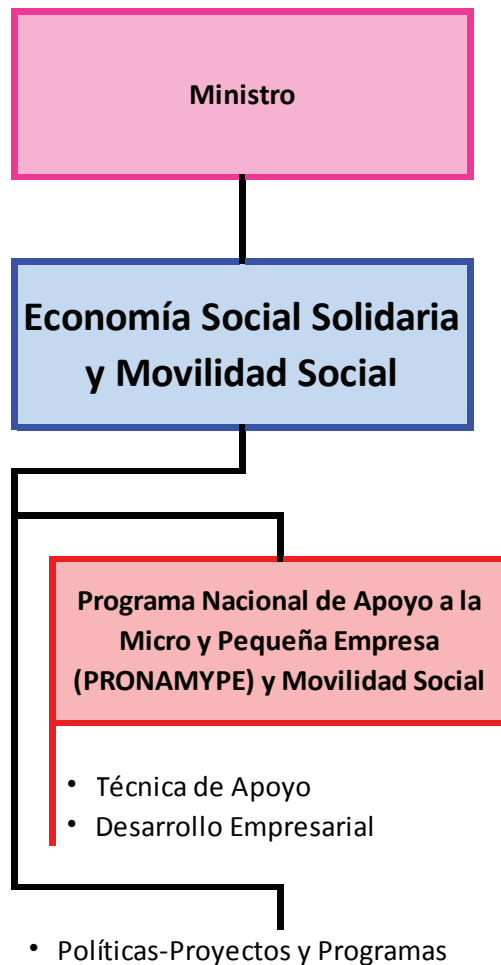 Ministro
Economía Social Solidaria
y Movilidad Social
Programa Nacional de Apoyo a la
Micro y Pequeña Empresa
(PRONAMYPE) y Movilidad Social
• Técnica de Apoyo
• Desarrollo Empresarial
• Políticas-Proyectos y Programas